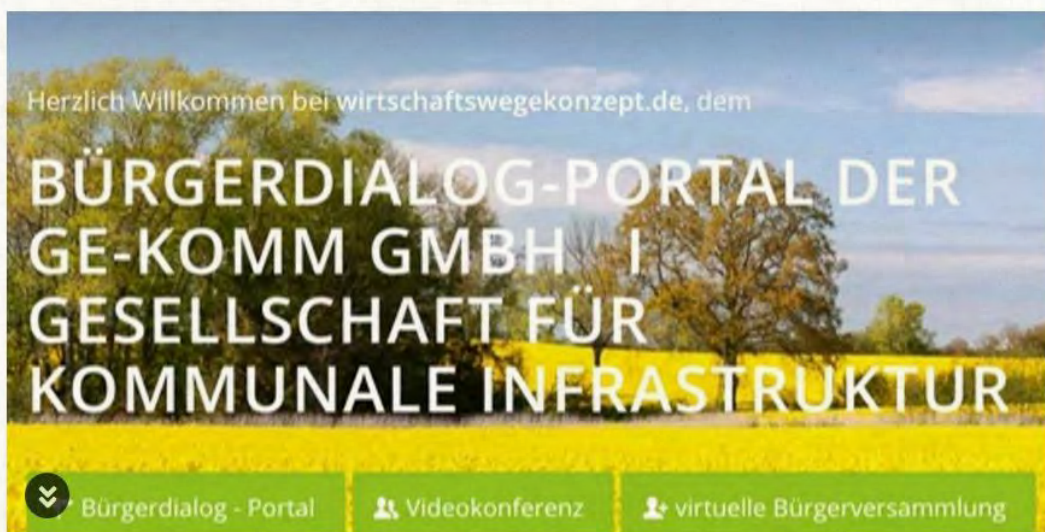 Herzlich Willkommen bei wirtschaftswegekonzept.de, dem
BÜRGERDIALOG-PORTAL DER
GE-KOMM GMBH I
GESELLSCHAFT FÜR
KOMMUNALE INFRASTRUKTUR
Bürgerdialog - Portal
Videokonferenz
virtuelle Bürgerversammlung